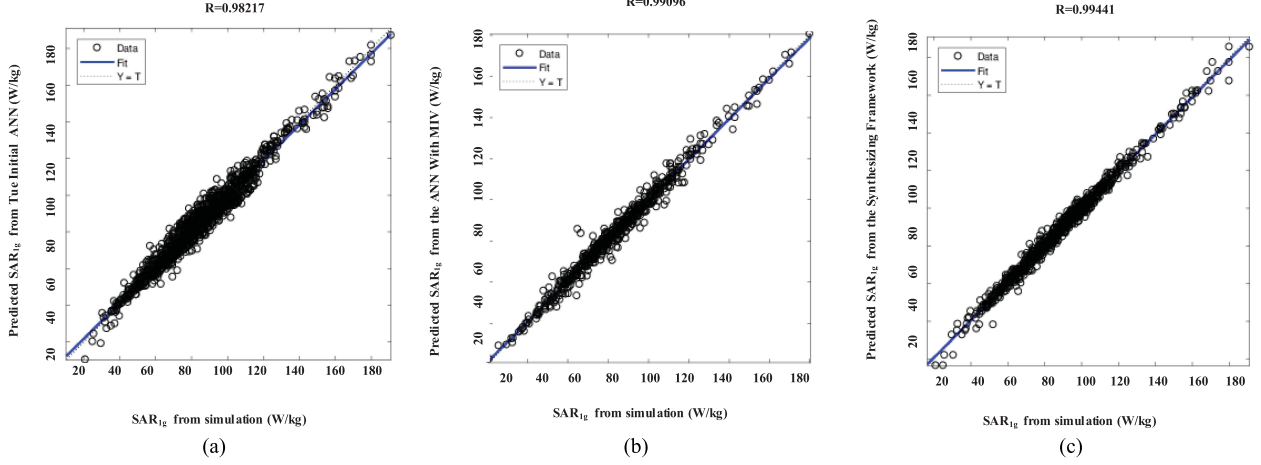 R=0.98217
Data
Fit
Y = T
Predicted SAR1g from Tue Initial ANN (W/kg)
180
160
140
120
100
80
60
40
20
20 40 60 80 100 120 140 160 180
SAR1g from simulation (W/kg)
(a)
R=0.99096
Data
Fit
Y = T
Predicted SAR1g from the ANN With MIV (W/kg)
180
160
140
120
100
80
60
40
20
20 40 60 80 100 120 140 160 180
SAR1g from simulation (W/kg)
(b)
R=0.99441
Data
Fit
Y = T
Predicted SAR1g from the Synthesizing Framework (W/kg)
180
160
140
120
100
80
60
40
20
20 40 60 80 100 120 140 160 180
SAR1g from simulation (W/kg)
(c)